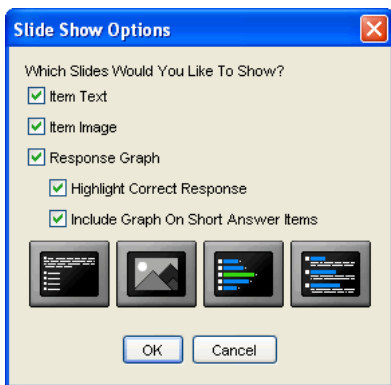 Slide Show Options
Which Slides Would You Like To Show?
Item Text
Item Image
Response Graph
Highlight Correct Response
Include Graph On Short Answer Items
OK Cancel